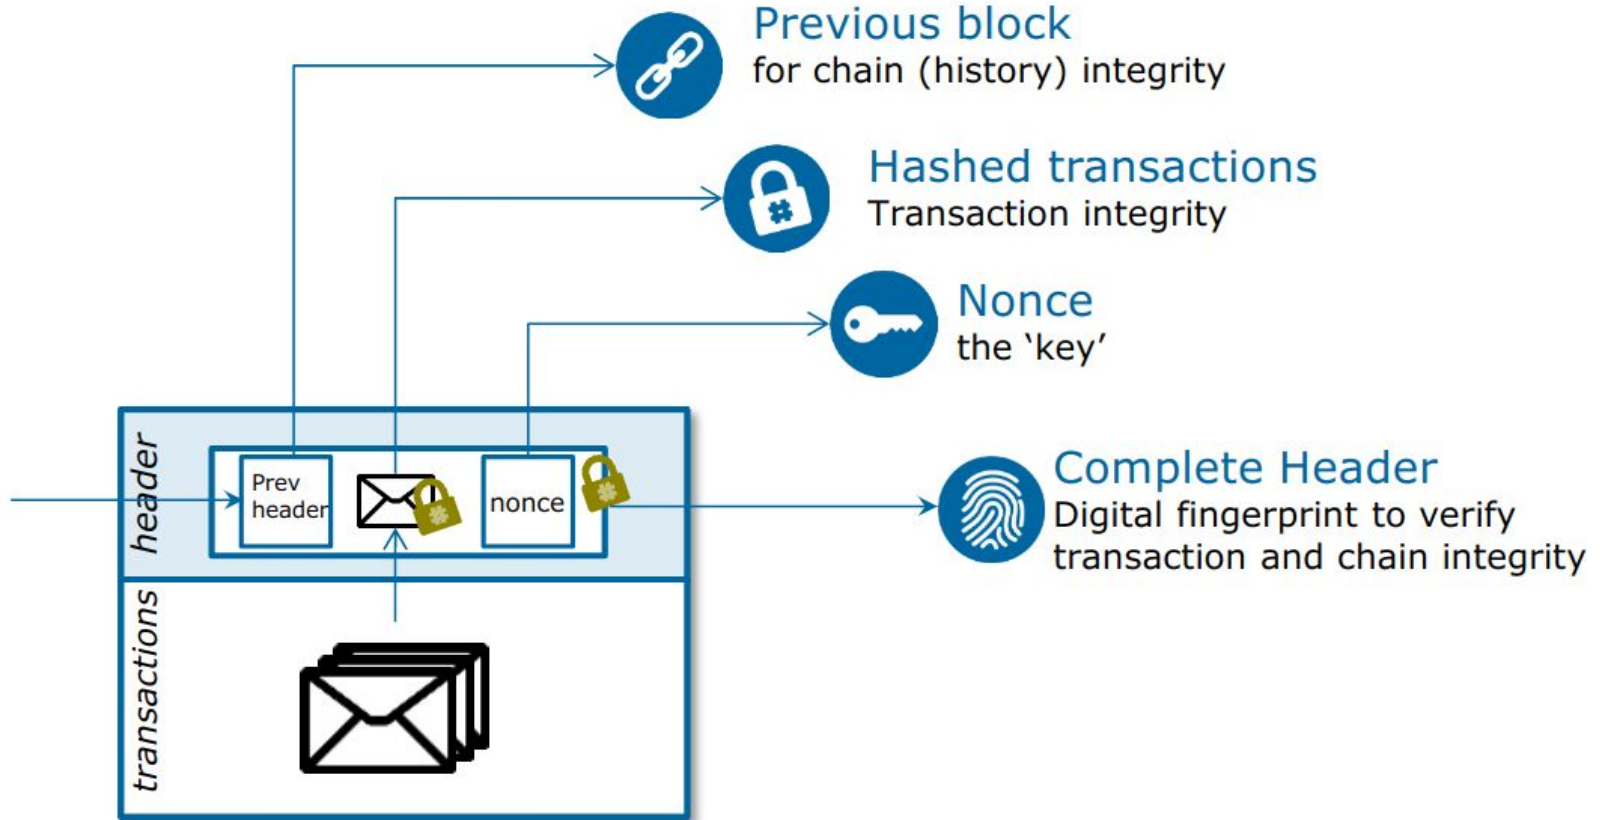 Previous block
for chain (history) integrity
Hashed transactions
Transaction integrity
Nonce
the ‘key’
header
Prev
header
nonce
Complete Header
Digital fingerprint to verify
transaction and chain integrity
transactions